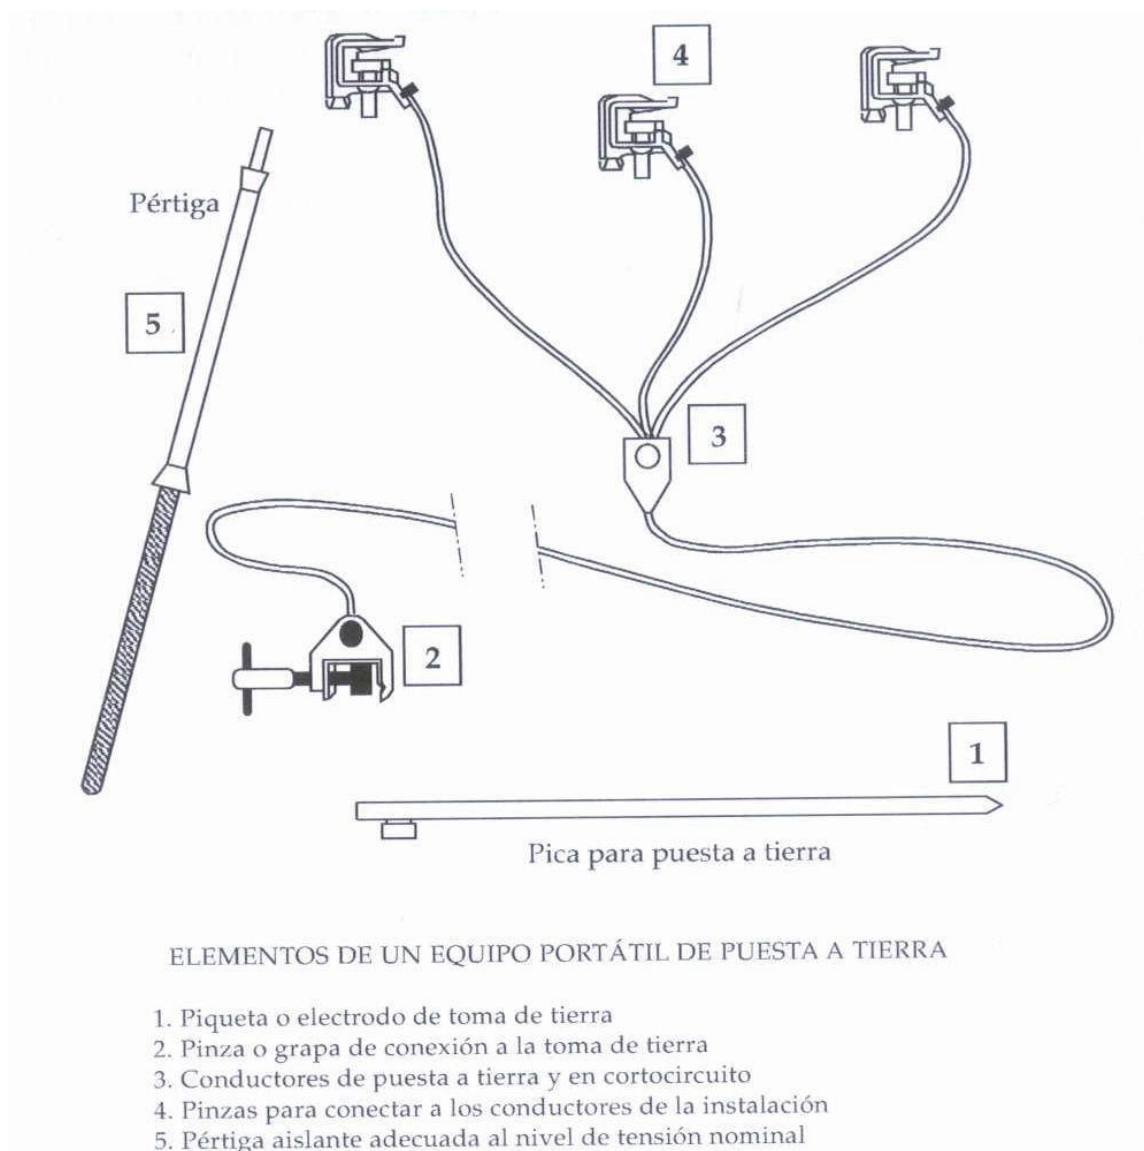 4
Pértiga
5
3
2
1
Pica para puesta a tierra
ELEMENTOS DE UN EQUIPO PORTÁTIL DE PUESTA A TIERRA
1. Piqueta o electrodo de toma de tierra
2. Pinza o grapa de conexión a la toma de tierra
3. Conductores de puesta a tierra y en cortocircuito
4. Pinzas para conectar a los conductores de la instalación
5. Pértiga aislante adecuada al nivel de tensión nominal